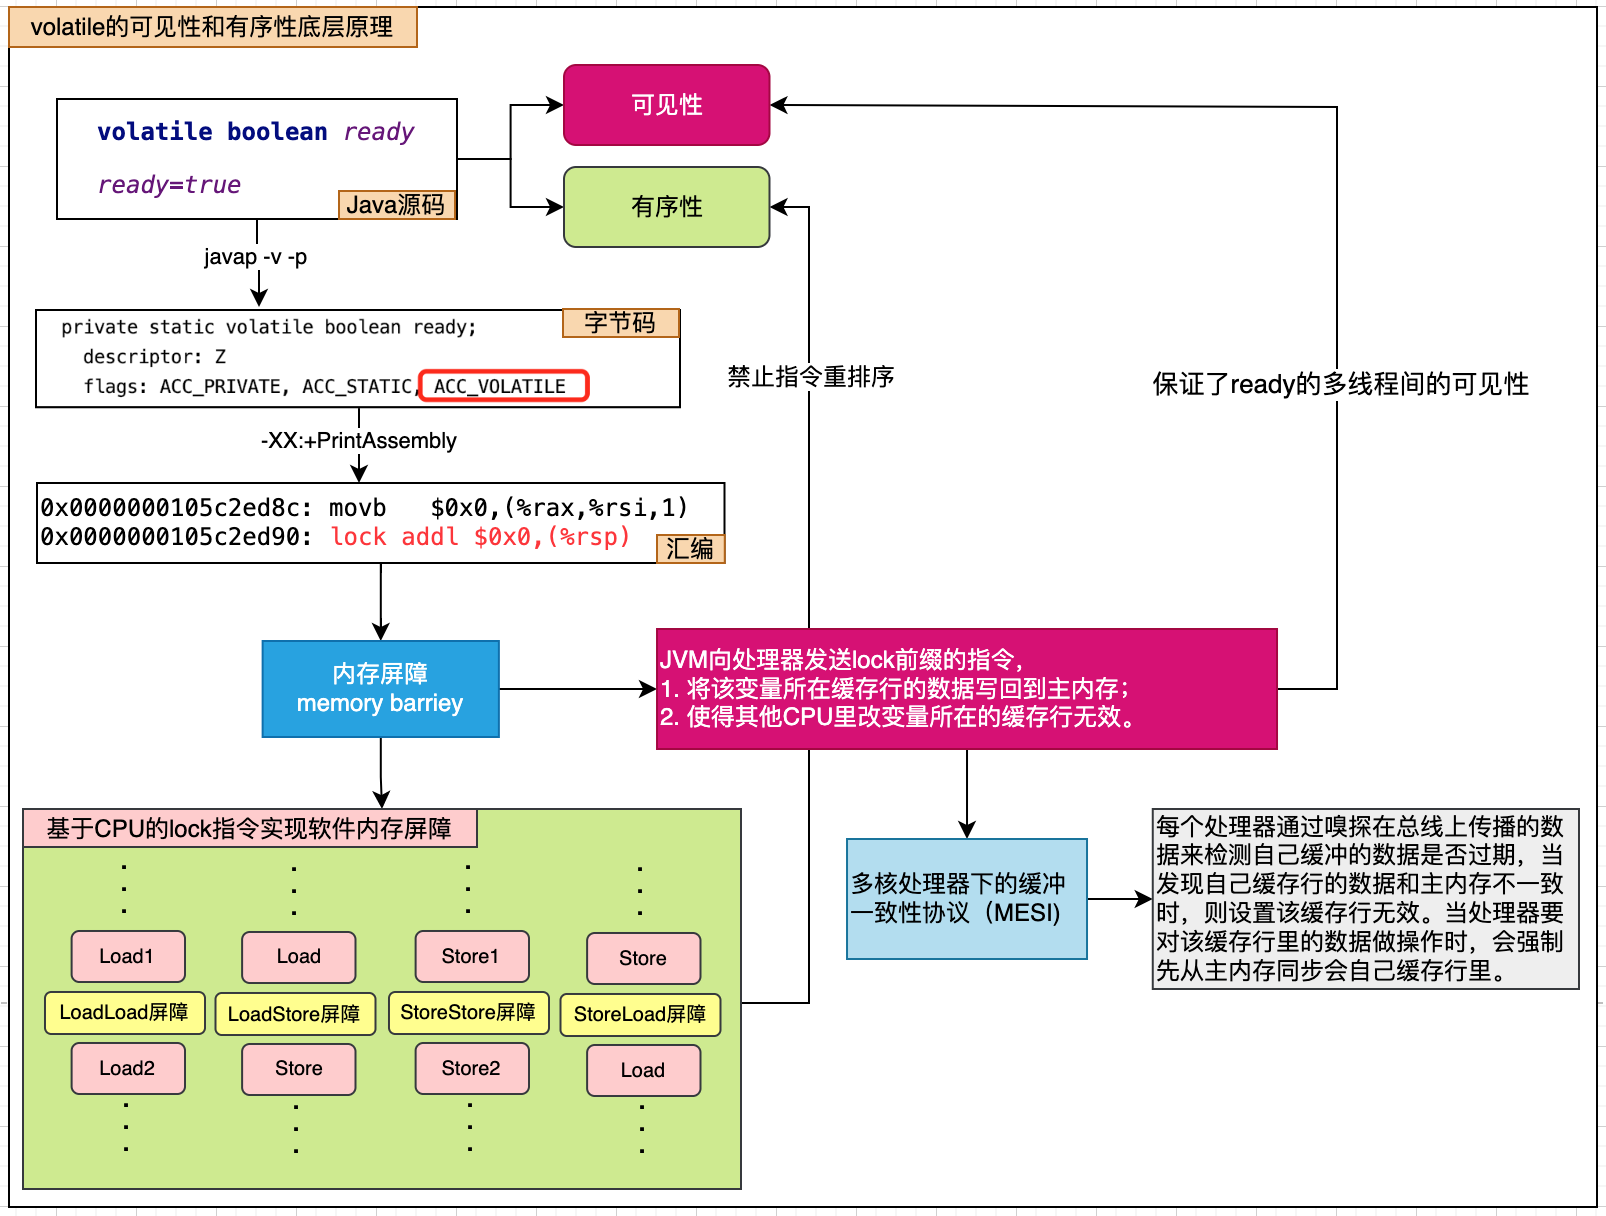 volatile的可见性和有序性底层原理
volatile boolean ready
ready=true
Java源码
可见性
有序性
javap -v -p
字节码
private static volatile boolean ready;
descriptor: Z
flags: ACC_PRIVATE, ACC_STATIC, ACC_VOLATILE
禁止指令重排序
保证了ready的多线程间的可见性
-XX:+PrintAssembly
0x0000000105c2ed8c: movb $0x0,(%rax,%rsi,1)
0x0000000105c2ed90: lock addl $0x0,(%rsp)
汇编
内存屏障
memory barriey
JVM向处理器发送lock前缀的指令，
1. 将该变量所在缓存行的数据写回到主内存；
2. 使得其他CPU里改变量所在的缓存行无效。
基于CPU的lock指令实现软件内存屏障
Load1
Load
Store1
Store
LoadLoad屏障
LoadStore屏障
StoreStore屏障
StoreLoad屏障
Load2
Store
Store2
Load
多核处理器下的缓冲
一致性协议（MESI)
每个处理器通过嗅探在总线上传播的数
据来检测自己缓冲的数据是否过期，当
发现自己缓存行的数据和主内存不一致
时，则设置该缓存行无效。当处理器要
对该缓存行里的数据做操作时，会强制
先从主内存同步会自己缓存行里。